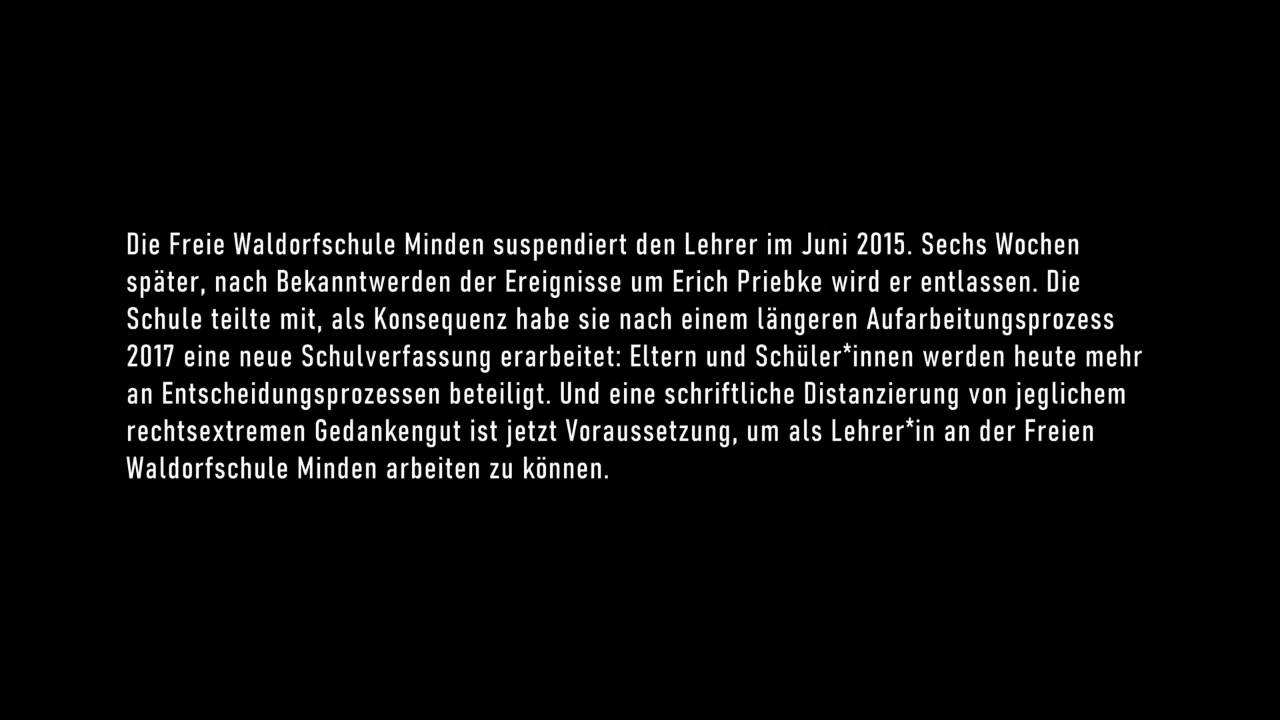 Die Freie Waldorfschule Minden suspendiert den Lehrer im Juni 2015. Sechs Wochen
später, nach Bekanntwerden der Ereignisse um Erich Priebke wird er entlassen. Die
Schule teilte mit, als Konsequenz habe sie nach einem längeren Aufarbeitungsprozess
2017 eine neue Schulverfassung erarbeitet: Eltern und Schüler*innen werden heute mehr
an Entscheidungsprozessen beteiligt. Und eine schriftliche Distanzierung von jeglichem
rechtsextremen Gedankengut ist jetzt Voraussetzung, um als Lehrer*in an der Freien
Waldorfschule Minden arbeiten zu können.